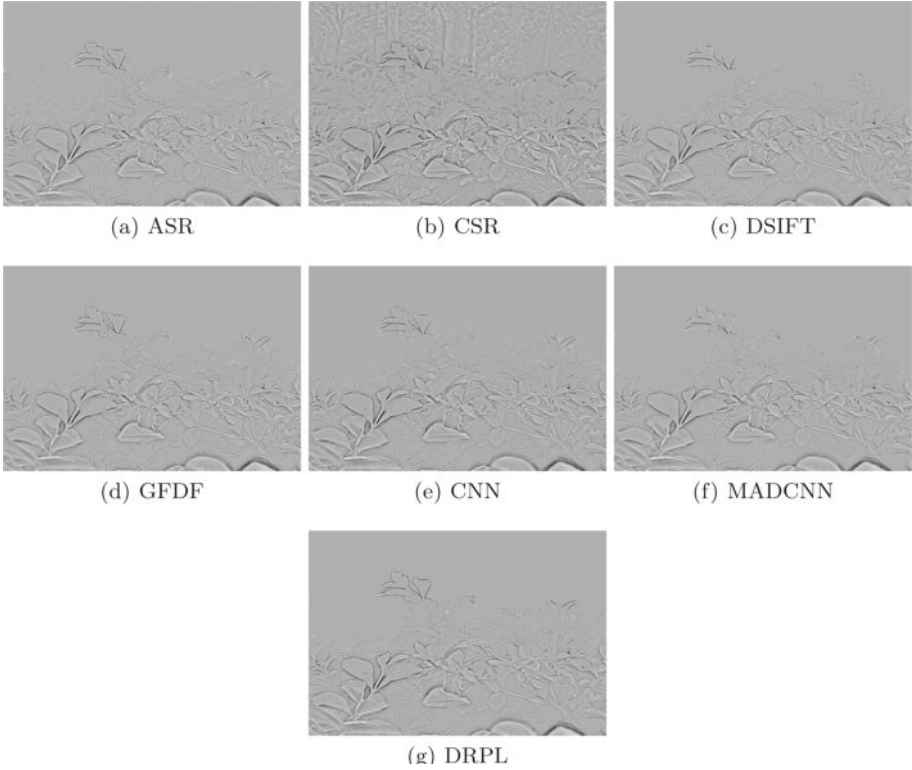 (a) ASR
(b) CSR
(c) DSIFT
(d) GFDF
(e) CNN
(f) MADCNN
(g) DRPL